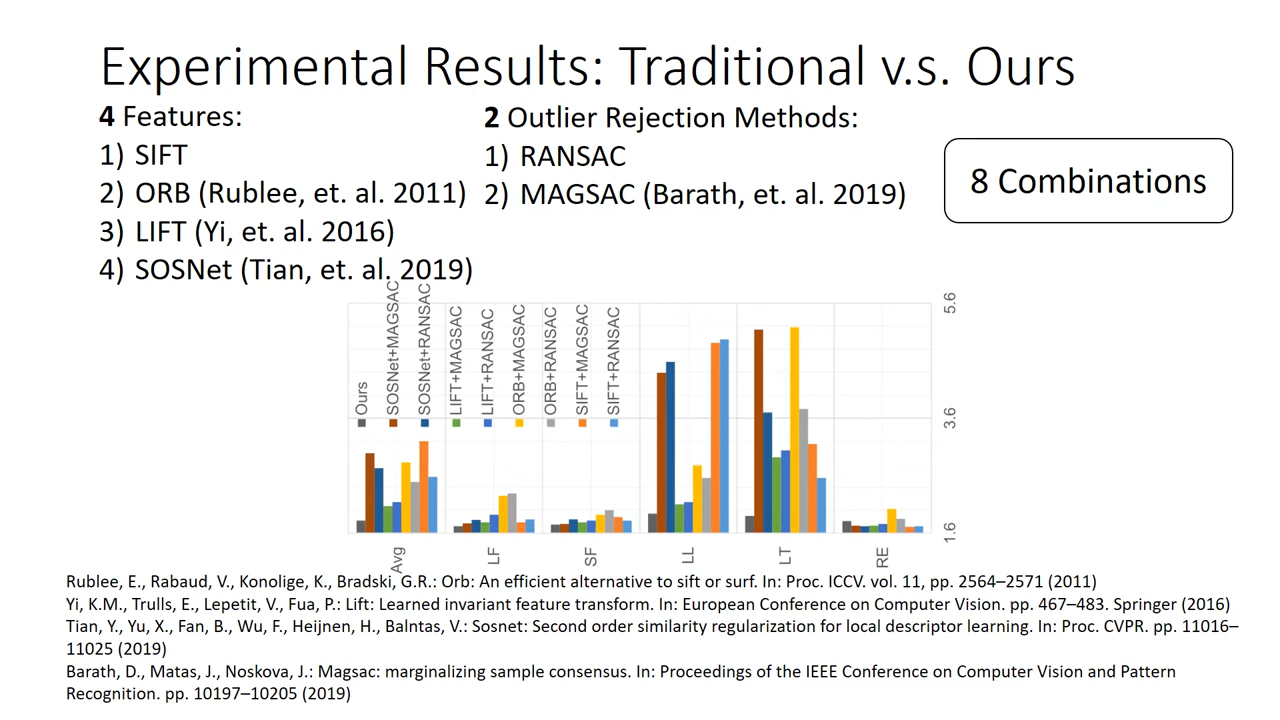 Experimental Results: Traditional v.s. Ours
4 Features:
1) SIFT
2) ORB (Rublee, et. al. 2011)
3) LIFT (Yi, et. al. 2016)
4) SOSNet (Tian, et. al. 2019)
2 Outlier Rejection Methods:
1) RANSAC
2) MAGSAC (Barath, et. al. 2019)
8 Combinations
Ours
SOSNet+MAGSAC
SOSNet+RANSAC
LIFT+MAGSAC
LIFT+RANSAC
ORB+MAGSAC
ORB+RANSAC
SIFT+MAGSAC
SIFT+RANSAC
5.6
3.6
1.6
Avg
LF
SF
LL
LT
RE
Rublee, E., Rabaud, V., Konolige, K., Bradski, G.R.: Orb: An efficient alternative to sift or surf. In: Proc. ICCV. vol. 11, pp. 2564–2571 (2011)
Yi, K.M., Trulls, E., Lepetit, V., Fua, P.: Lift: Learned invariant feature transform. In: European Conference on Computer Vision. pp. 467–483. Springer (2016)
Tian, Y., Yu, X., Fan, B., Wu, F., Heijnen, H., Balntas, V.: Sosnet: Second order similarity regularization for local descriptor learning. In: Proc. CVPR. pp. 11016–
11025 (2019)
Barath, D., Matas, J., Noskova, J.: Magsac: marginalizing sample consensus. In: Proceedings of the IEEE Conference on Computer Vision and Pattern
Recognition. pp. 10197–10205 (2019)